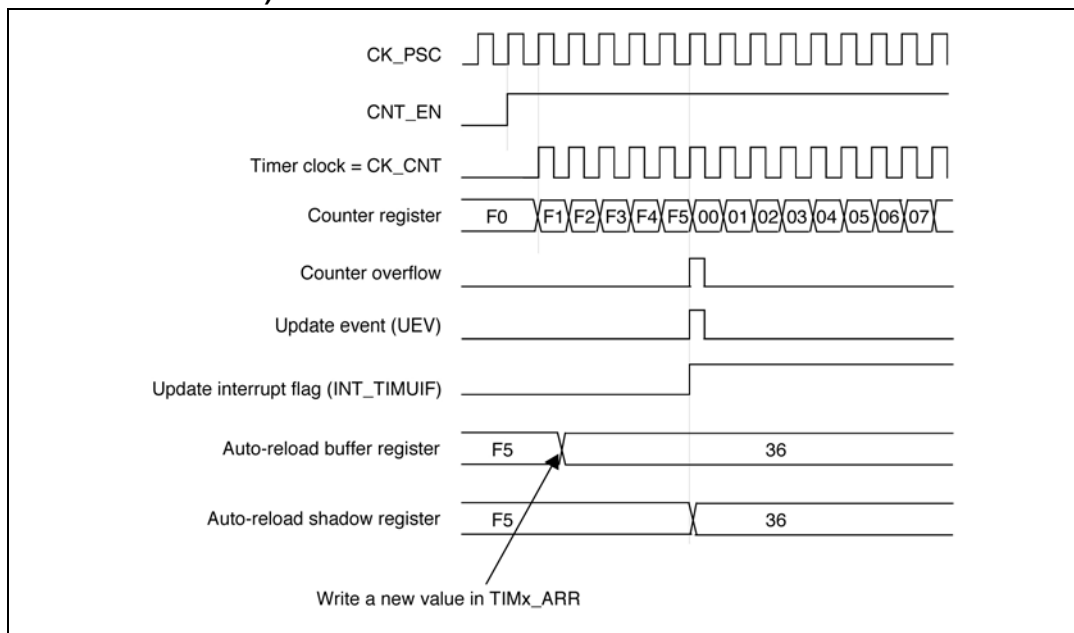 CK_PSC
CNT_EN
Timer clock = CK_CNT
Counter register F0 F1 F2 F3 F4 F5 00 01 02 03 04 05 06 07
Counter overflow
Update event (UEV)
Update interrupt flag (INT_TIMUIF)
Auto-reload buffer register F5 36
Auto-reload shadow register F5 36
Write a new value in TIMx_ARR